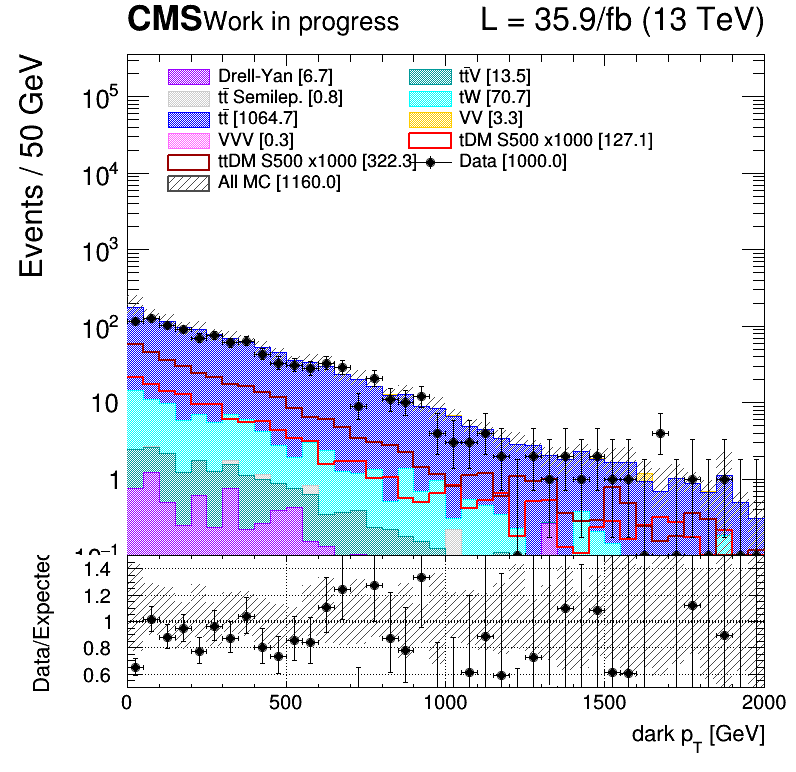 CMS Work in progress L = 35.9/fb (13 TeV)
Events / 50 GeV
Drell-Yan [6.7] tt̄V [13.5]
tt̄ Semilep. [0.8] tW [70.7]
tt̄ [1064.7] VV [3.3]
VVV [0.3] tDM S500 x1000 [127.1]
ttDM S500 x1000 [322.3] Data [1000.0]
All MC [1160.0]
10⁵
10⁴
10³
10²
10
1
10⁻¹
Data/Expected
1.4
1.2
1
0.8
0.6
0 500 1000 1500 2000
dark p_T [GeV]